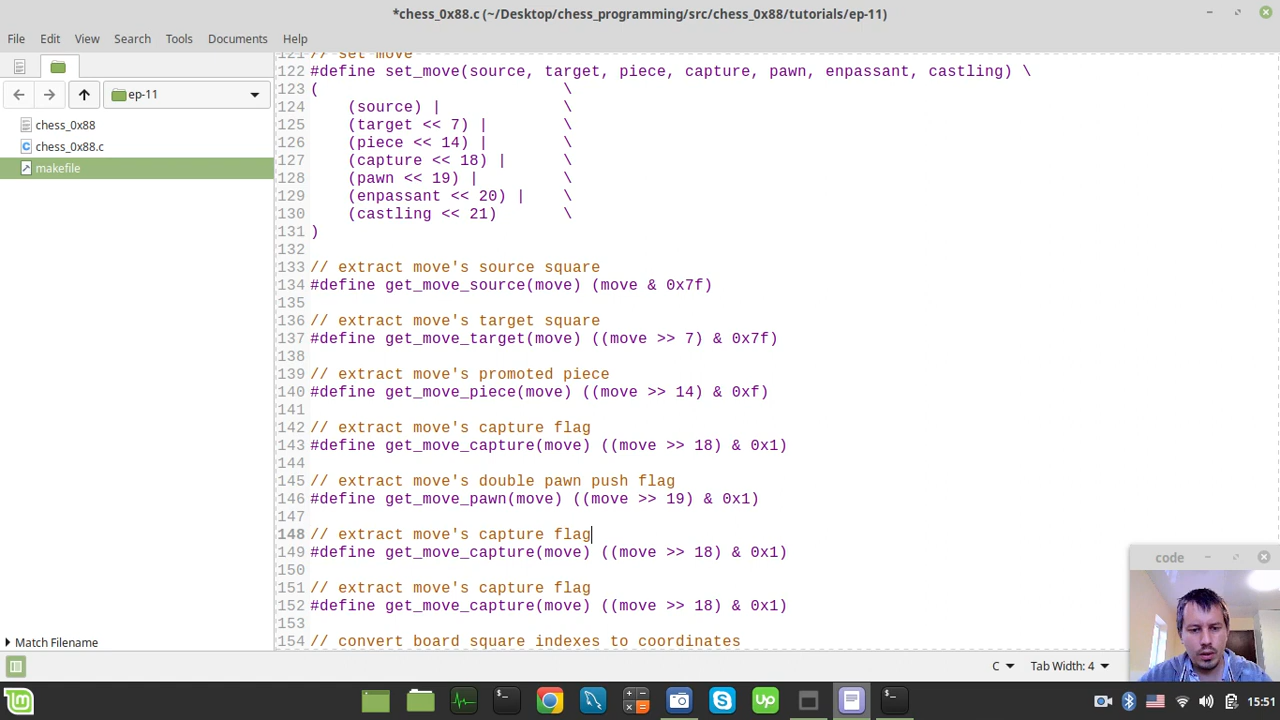 *chess_0x88.c (~/Desktop/chess_programming/src/chess_0x88/tutorials/ep-11)
File Edit View Search Tools Documents Help
ep-11
chess_0x88
chess_0x88.c
makefile
Match Filename
121 // set move
122 #define set_move(source, target, piece, capture, pawn, enpassant, castling) \
123 ( \
124 (source) | \
125 (target << 7) | \
126 (piece << 14) | \
127 (capture << 18) | \
128 (pawn << 19) | \
129 (enpassant << 20) | \
130 (castling << 21) \
131 )
132
133 // extract move's source square
134 #define get_move_source(move) (move & 0x7f)
135
136 // extract move's target square
137 #define get_move_target(move) ((move >> 7) & 0x7f)
138
139 // extract move's promoted piece
140 #define get_move_piece(move) ((move >> 14) & 0xf)
141
142 // extract move's capture flag
143 #define get_move_capture(move) ((move >> 18) & 0x1)
144
145 // extract move's double pawn push flag
146 #define get_move_pawn(move) ((move >> 19) & 0x1)
147
148 // extract move's capture flag
149 #define get_move_capture(move) ((move >> 18) & 0x1)
150
151 // extract move's capture flag
152 #define get_move_capture(move) ((move >> 18) & 0x1)
153
154 // convert board square indexes to coordinates
code
C Tab Width: 4
15:51